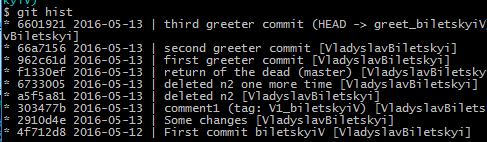 kyiV)
$ git hist
* 6601921 2016-05-13 | third greeter commit (HEAD -> greet_biletskyiV
vBiletskyi]
* 66a7156 2016-05-13 | second greeter commit [VladyslavBiletskyi]
* 962c61d 2016-05-13 | first greeter commit [VladyslavBiletskyi]
* f1330ef 2016-05-13 | return of the dead (master) [VladyslavBiletskyi]
* 6733005 2016-05-13 | deleted n2 one more time [VladyslavBiletskyi]
* a5f5a81 2016-05-13 | deleted n2 [VladyslavBiletskyi]
* 303477b 2016-05-13 | comment1 (tag: V1_biletskyiV) [VladyslavBilets
* 2910d4e 2016-05-13 | Some changes [VladyslavBiletskyi]
* 4f712d8 2016-05-12 | First commit biletskyiV [VladyslavBiletskyi]